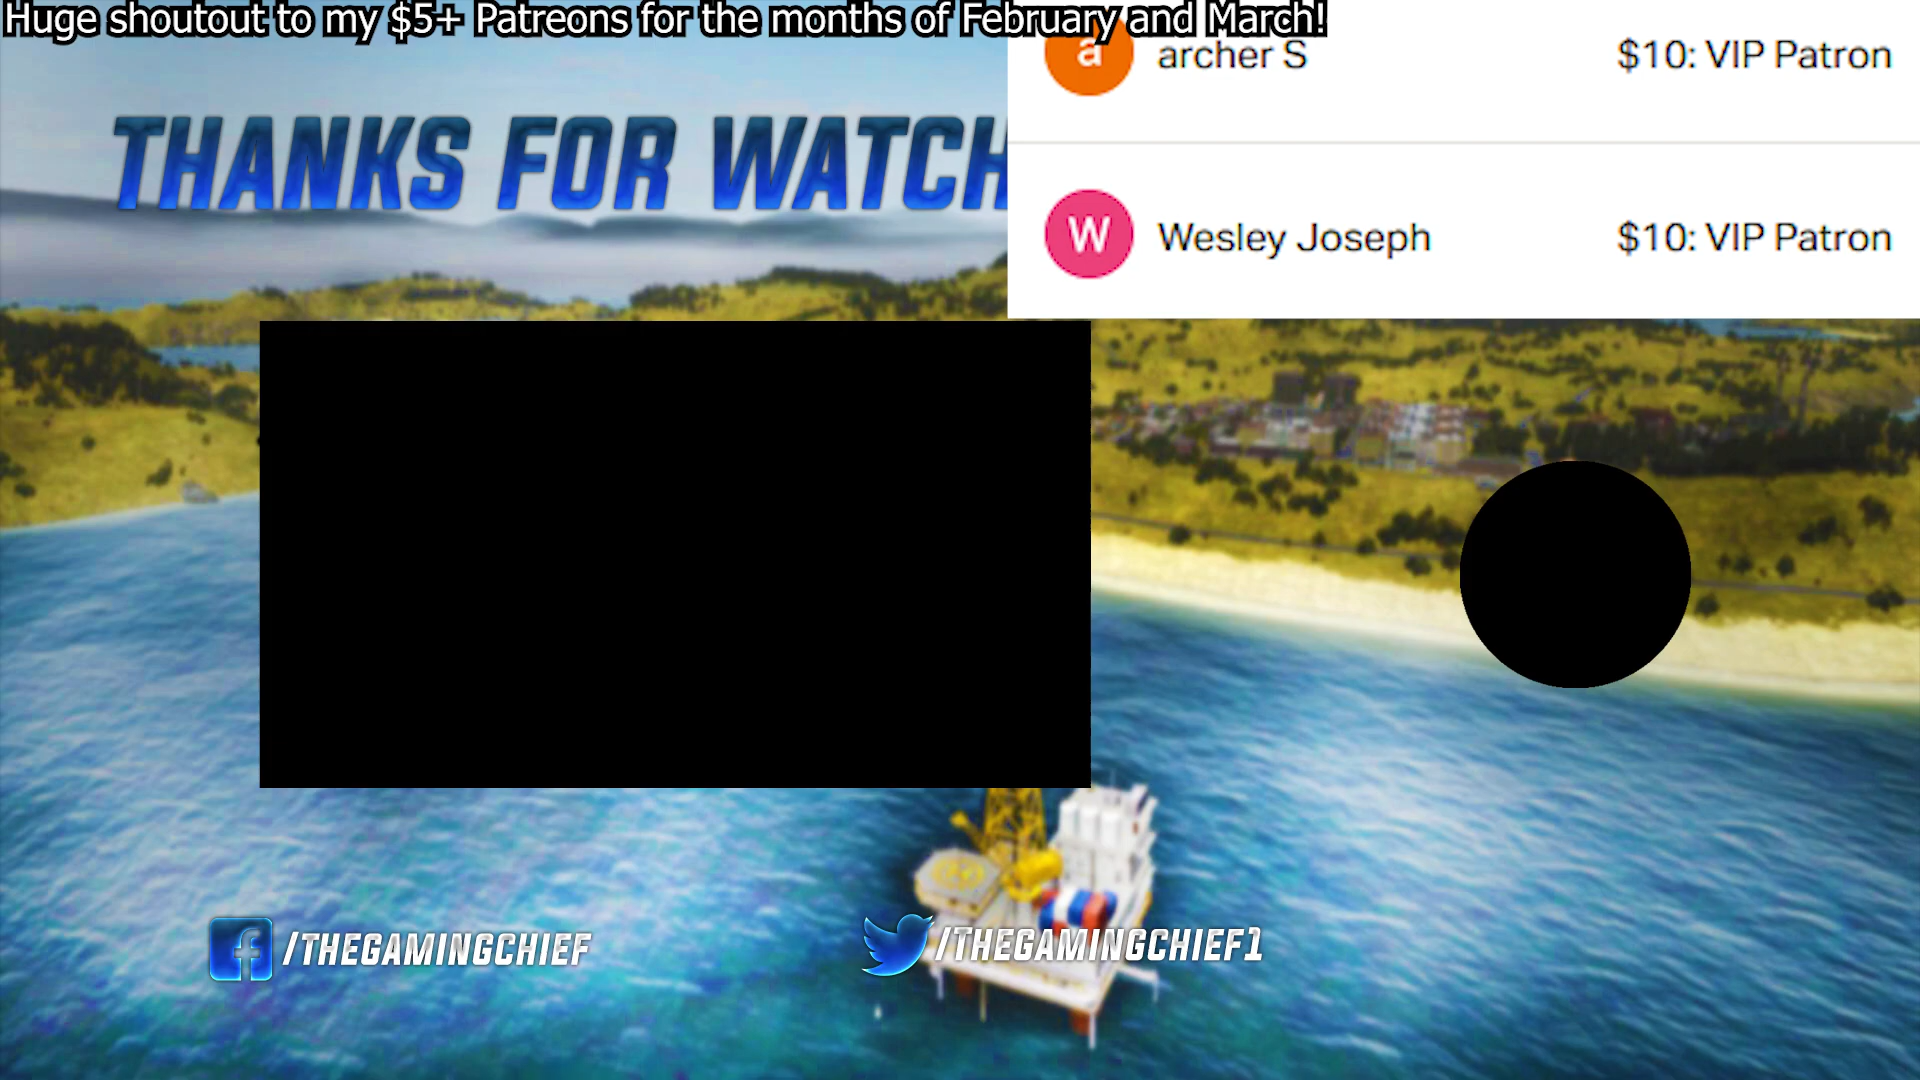 Huge shoutout to my $5+ Patreons for the months of February and March!
a archer S $10: VIP Patron
THANKS FOR WATCH
W Wesley Joseph $10: VIP Patron
/THEGAMINGCHIEF
/THEGAMINGCHIEF1